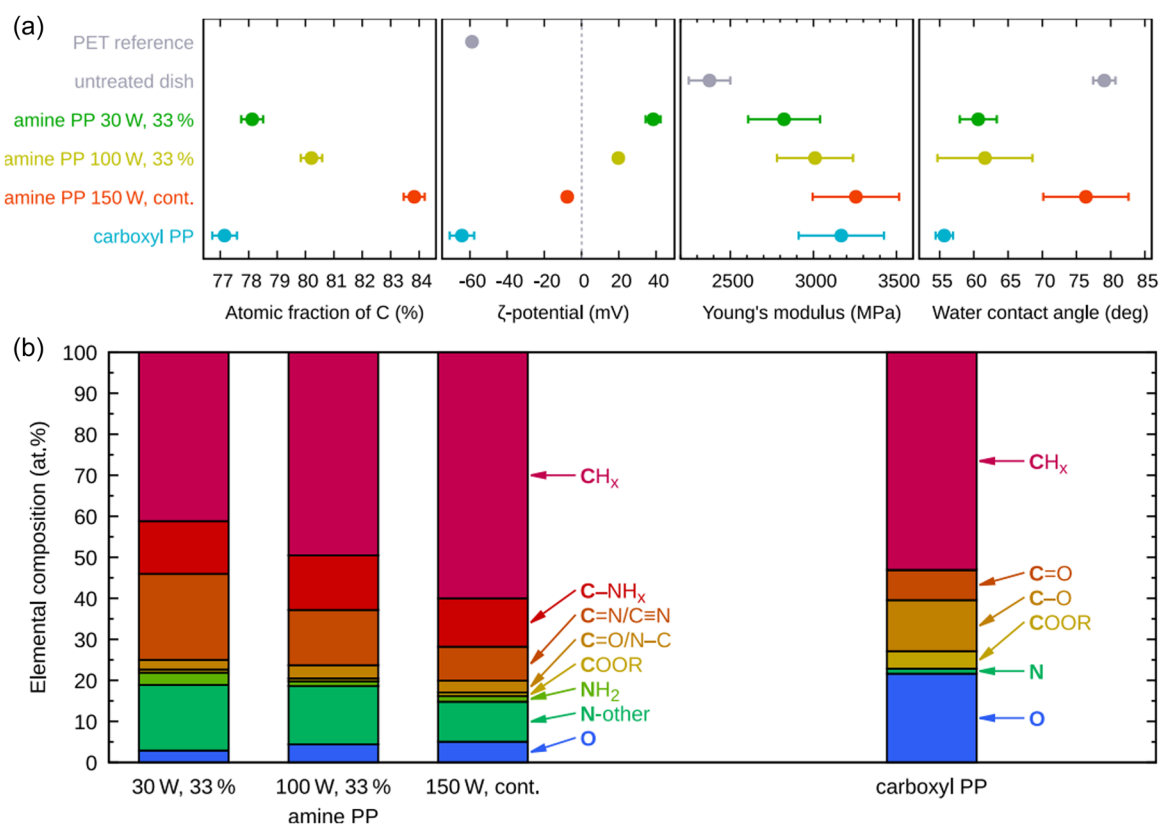 (a)
PET reference
untreated dish
amine PP 30 W, 33 %
amine PP 100 W, 33 %
amine PP 150 W, cont.
carboxyl PP
77 78 79 80 81 82 83 84
-60 -40 -20 0 20 40
2500 3000 3500
55 60 65 70 75 80 85
Atomic fraction of C (%)
ζ-potential (mV)
Young's modulus (MPa)
Water contact angle (deg)
(b)
Elemental composition (at.%)
100
90
80
70
60
50
40
30
20
10
0
CHx
C–NHx
C=N/C≡N
C=O/N–C
COOR
NH2
N-other
O
CHx
C=O
C–O
COOR
N
O
30 W, 33 %
100 W, 33 %
150 W, cont.
carboxyl PP
amine PP